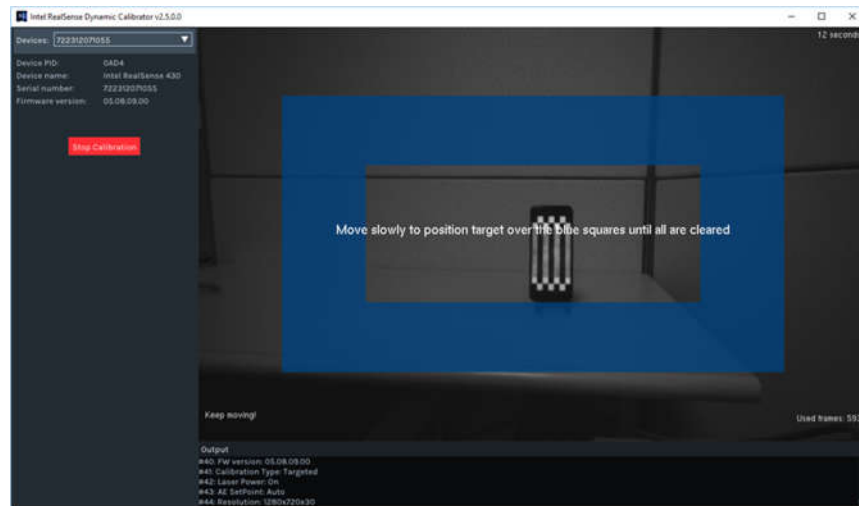 Intel RealSense Dynamic Calibrator v2.5.0.0
Devices: 722312071055
12 seconds
Device PID: 0AD4
Device name: Intel RealSense 430
Serial number: 722312071055
Firmware version: 05.08.09.00
Stop Calibration
Move slowly to position target over the blue squares until all are cleared
Keep moving!
Used frames: 593
Output
#40: FW version: 05.08.09.00
#41: Calibration Type: Targeted
#42: Laser Power: On
#43: AE SetPoint: Auto
#44: Resolution: 1280x720x30